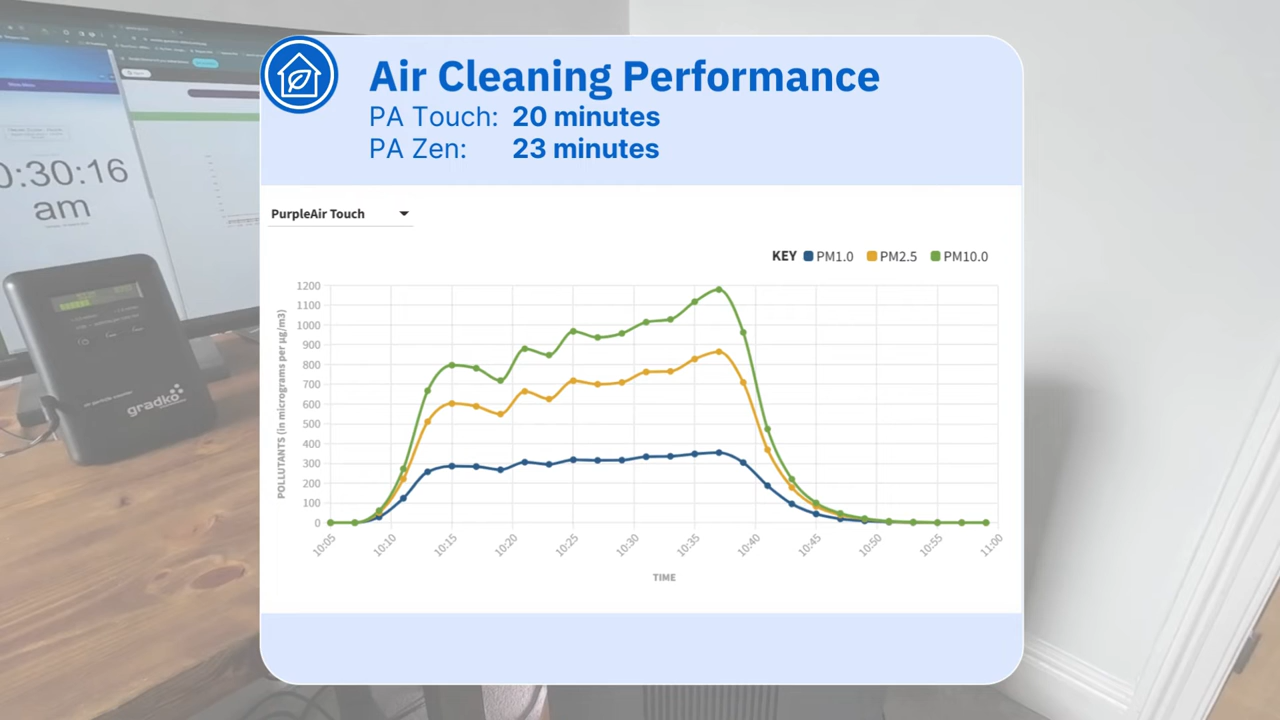 Air Cleaning Performance
PA Touch: 20 minutes
PA Zen: 23 minutes
PurpleAir Touch
KEY PM1.0 PM2.5 PM10.0
1200
1100
1000
900
800
700
600
500
400
300
200
100
0
POLLUTANTS (in micrograms per µg/m3)
10:05 10:10 10:15 10:20 10:25 10:30 10:35 10:40 10:45 10:50 10:55 11:00
TIME
0:30:16
am
gradko